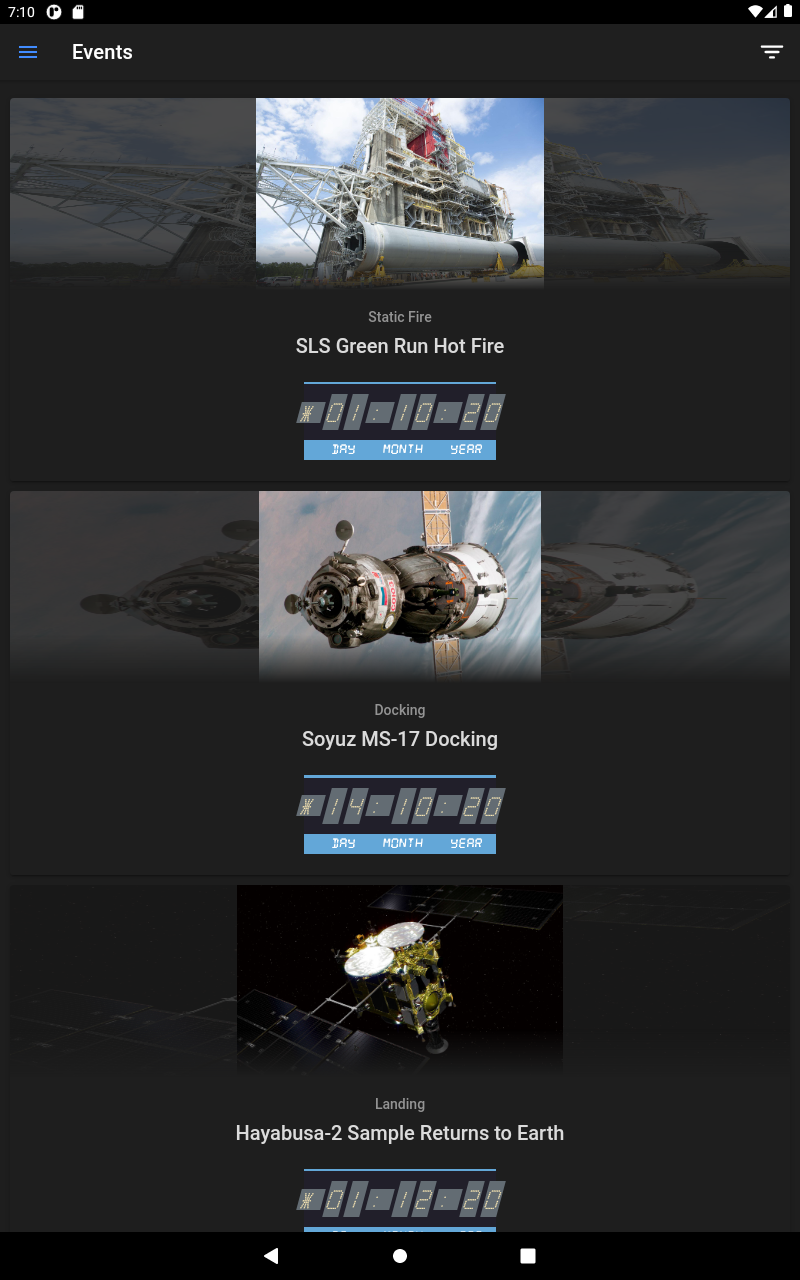 7:10
Events
Static Fire
SLS Green Run Hot Fire
* 01:10:20
DAY MONTH YEAR
Docking
Soyuz MS-17 Docking
* 14:10:20
DAY MONTH YEAR
Landing
Hayabusa-2 Sample Returns to Earth
* 01:12:20